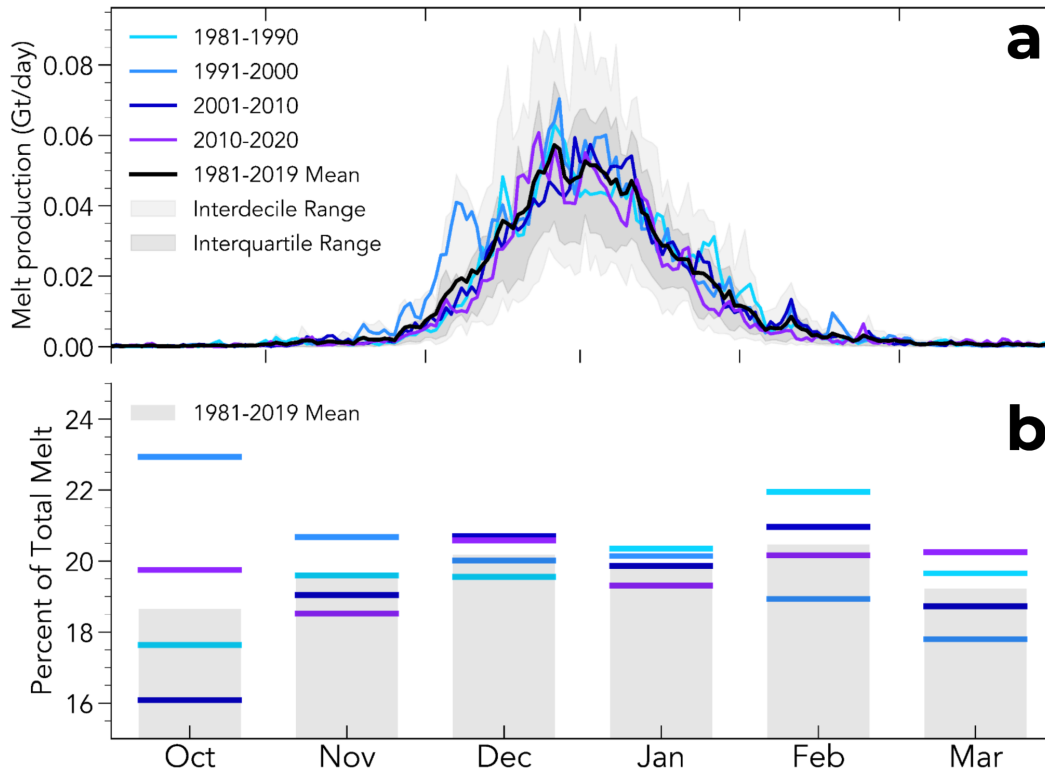 a
Melt production (Gt/day)
0.08
0.06
0.04
0.02
0.00
1981-1990
1991-2000
2001-2010
2010-2020
1981-2019 Mean
Interdecile Range
Interquartile Range
b
Percent of Total Melt
24
22
20
18
16
1981-2019 Mean
Oct Nov Dec Jan Feb Mar